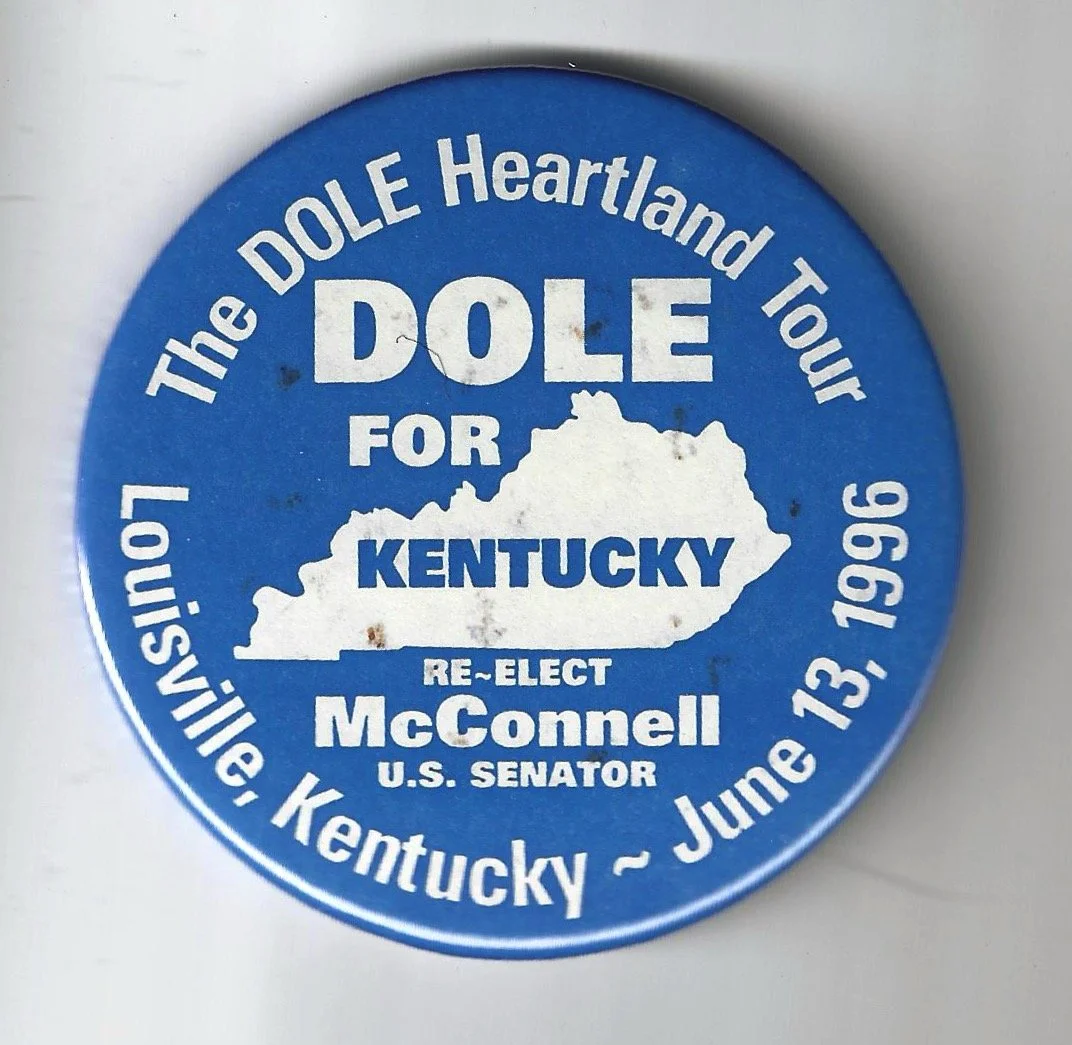 The DOLE Heartland Tour
DOLE
FOR
KENTUCKY
RE~ELECT
McConnell
U.S. SENATOR
Louisville, Kentucky ~ June 13, 1996